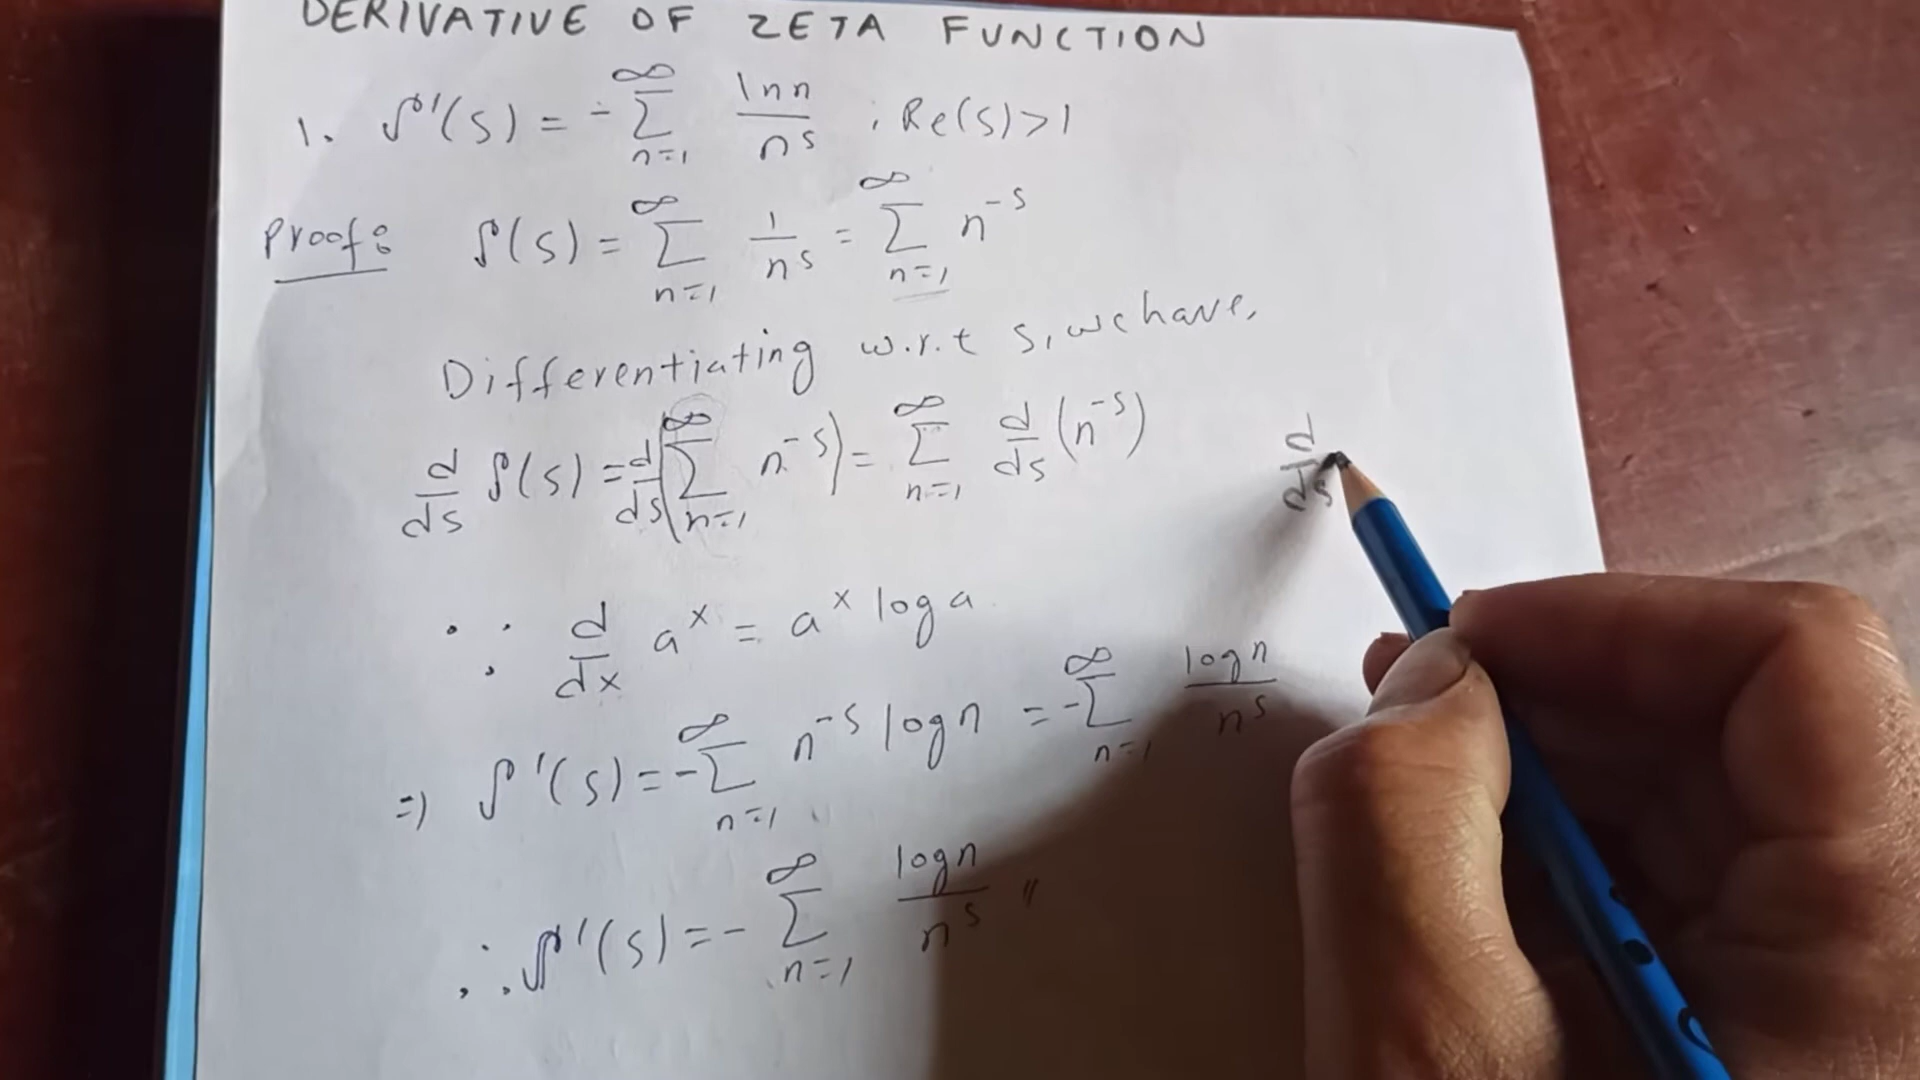 DERIVATIVE OF ZETA FUNCTION
1. ζ'(s) = -∑_{n=1}^{∞} ln n / n^s ; Re(s)>1
Proof: ζ(s) = ∑_{n=1}^{∞} 1/n^s = ∑_{n=1}^{∞} n^{-s}
Differentiating w.r.t s, we have,
d/ds ζ(s) = d/ds(∑_{n=1}^{∞} n^{-s}) = ∑_{n=1}^{∞} d/ds (n^{-s})
d/ds
∵ d/dx a^x = a^x log a
=> ζ'(s) = -∑_{n=1}^{∞} n^{-s} log n = -∑_{n=1}^{∞} log n / n^s
∴ ζ'(s) = -∑_{n=1}^{∞} log n / n^s "